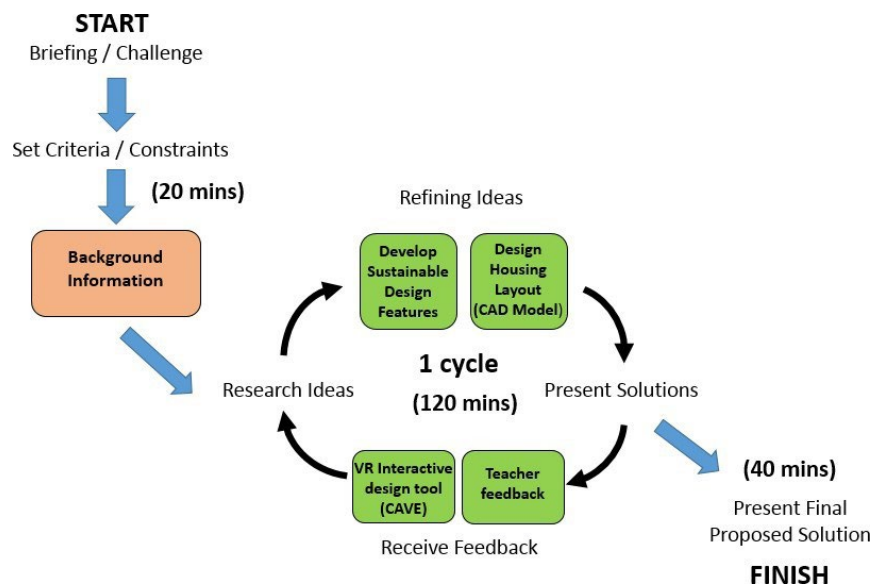 START
Briefing / Challenge
Set Criteria / Constraints
(20 mins)
Background
Information
Refining Ideas
Develop
Sustainable
Design
Features
Design
Housing
Layout
(CAD Model)
1 cycle
(120 mins)
Research Ideas
Present Solutions
VR Interactive
design tool
(CAVE)
Teacher
feedback
Receive Feedback
(40 mins)
Present Final
Proposed Solution
FINISH